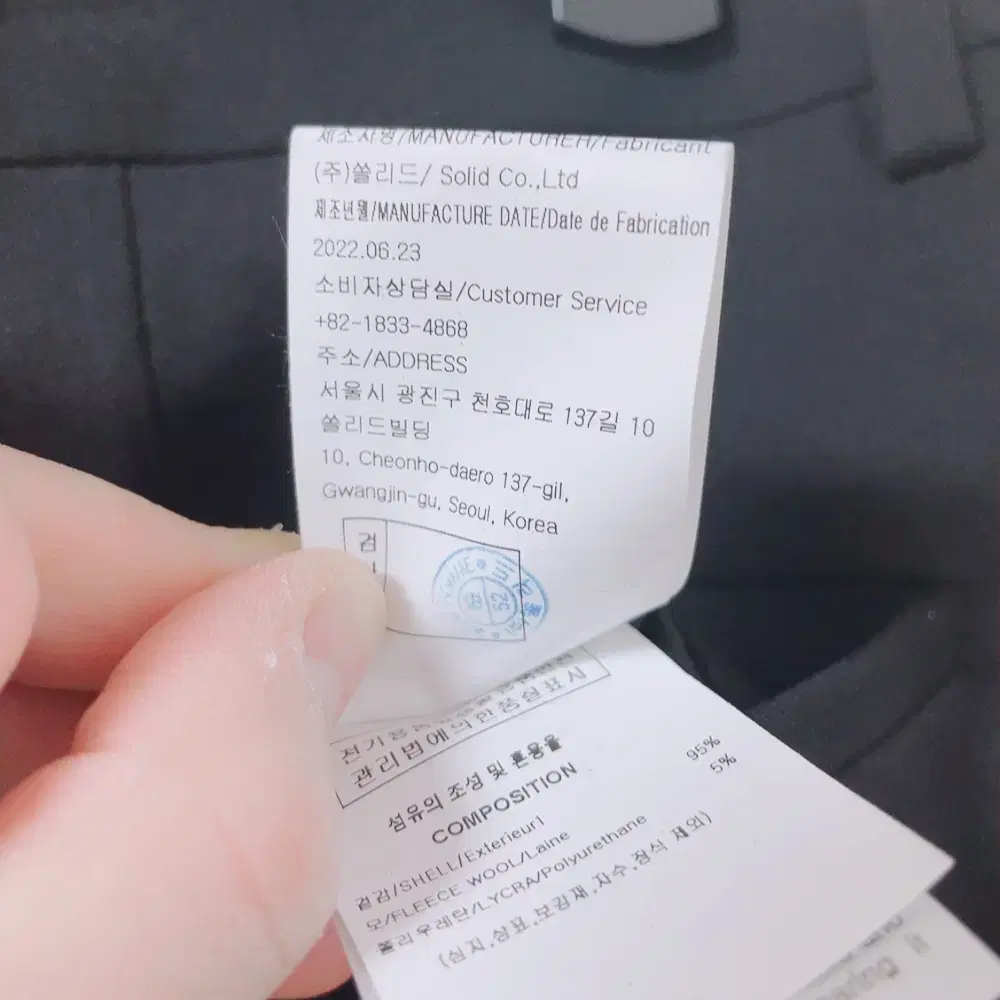 제조자명/MANUFACTURER/Fabricant
(주)쏠리드/ Solid Co.,Ltd
제조년월/MANUFACTURE DATE/Date de Fabrication
2022.06.23
소비자상담실/Customer Service
+82-1833-4868
주소/ADDRESS
서울시 광진구 천호대로 137길 10
쏠리드빌딩
10, Cheonho-daero 137-gil,
Gwangjin-gu, Seoul, Korea
검
52
관리법에의한품질표시
섬유의 조성 및 혼용율
COMPOSITION
겉감/SHELL/Exterieur1
모/FLEECE WOOL/Laine 95%
폴리우레탄/LYCRA/Polyurethane 5%
(심지,상표,보강재,자수,장식 제외)